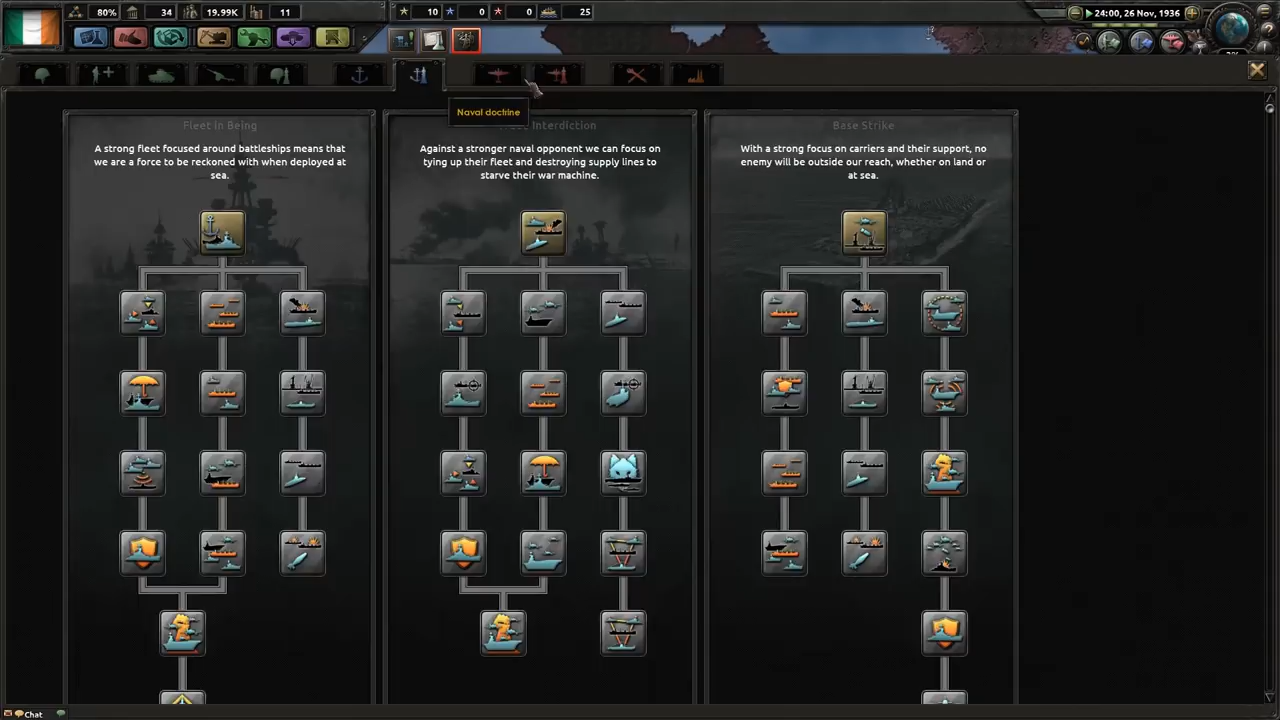 80%
34
19.99K
11
10
0
0
25
24:00, 26 Nov, 1936
Naval doctrine
Fleet in Being
A strong fleet focused around battleships means that
we are a force to be reckoned with when deployed at
sea.
Interdiction
Against a stronger naval opponent we can focus on
tying up their fleet and destroying supply lines to
starve their war machine.
Base Strike
With a strong focus on carriers and their support, no
enemy will be outside our reach, whether on land or
at sea.
Chat